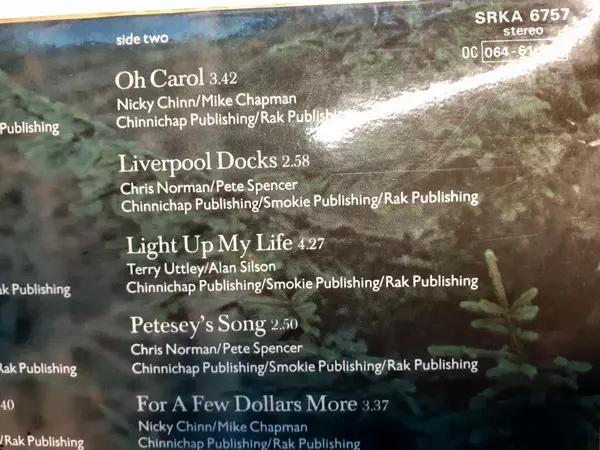 SRKA 6757
stereo
OC 064-61
side two
Oh Carol 3.42
Nicky Chinn/Mike Chapman
Chinnichap Publishing/Rak Publishing
Liverpool Docks 2.58
Chris Norman/Pete Spencer
Chinnichap Publishing/Smokie Publishing/Rak Publishing
Light Up My Life 4.27
Terry Uttley/Alan Silson
Chinnichap Publishing/Smokie Publishing/Rak Publishing
Petesey's Song 2.50
Chris Norman/Pete Spencer
Chinnichap Publishing/Smokie Publishing/Rak Publishing
For A Few Dollars More 3.37
Nicky Chinn/Mike Chapman
Chinnichap Publishing/Rak Publishing
Publishing
ak Publishing
Rak Publishing
40
/Rak Publishing